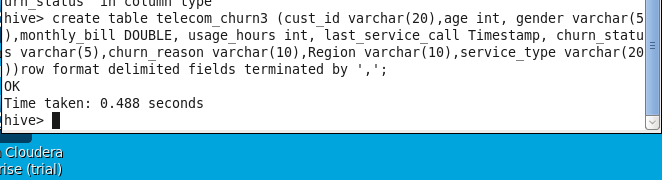 urn_status' in column type
hive> create table telecom_churn3 (cust_id varchar(20),age int, gender varchar(5
),monthly_bill DOUBLE, usage_hours int, last_service_call Timestamp, churn_statu
s varchar(5),churn_reason varchar(10),Region varchar(10),service_type varchar(20
))row format delimited fields terminated by ',';
OK
Time taken: 0.488 seconds
hive>
Cloudera
rise (trial)